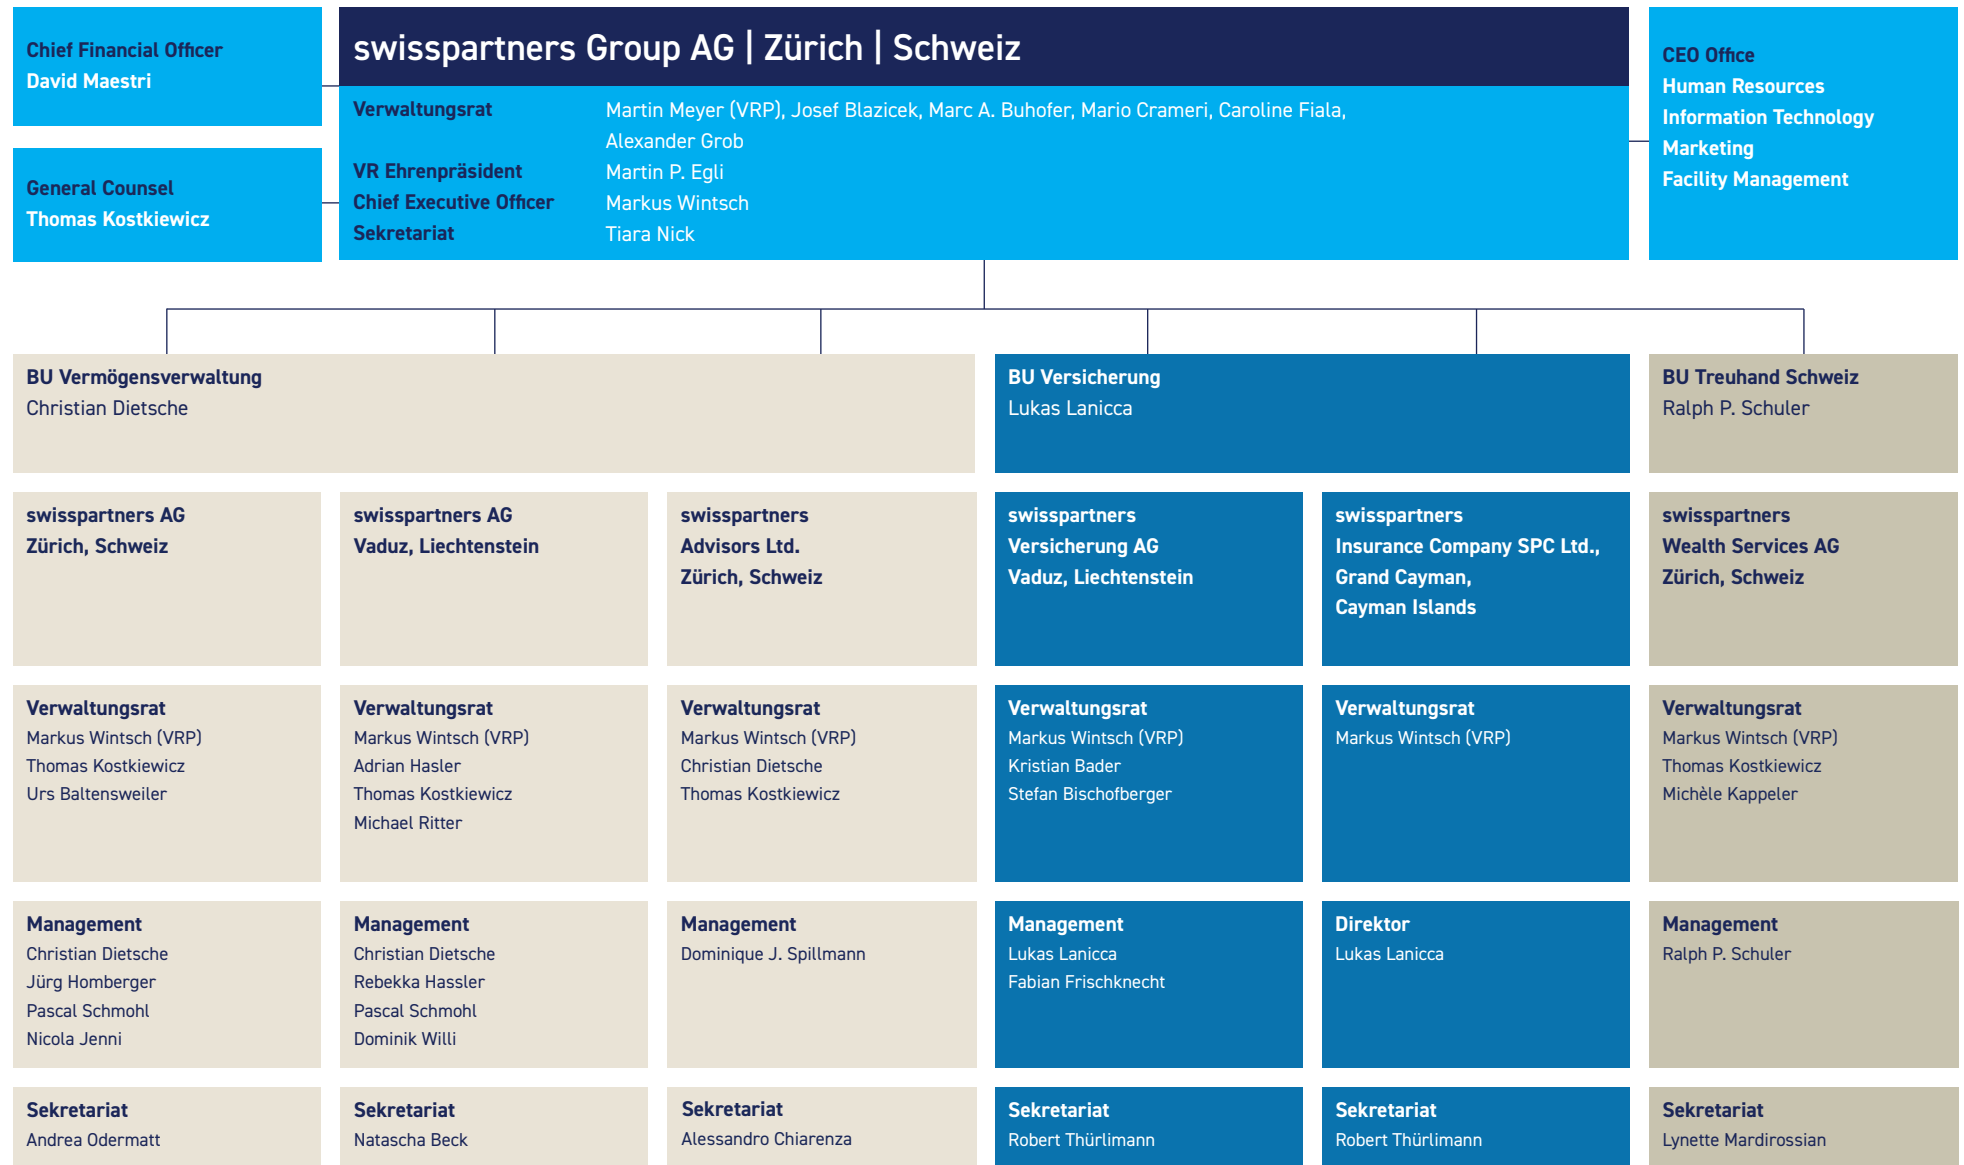 Chief Financial Officer
David Maestri
General Counsel
Thomas Kostkiewicz
swisspartners Group AG | Zürich | Schweiz
Verwaltungsrat Martin Meyer (VRP), Josef Blazicek, Marc A. Buhofer, Mario Crameri, Caroline Fiala,
Alexander Grob
VR Ehrenpräsident Martin P. Egli
Chief Executive Officer Markus Wintsch
Sekretariat Tiara Nick
CEO Office
Human Resources
Information Technology
Marketing
Facility Management
BU Vermögensverwaltung
Christian Dietsche
BU Versicherung
Lukas Lanicca
BU Treuhand Schweiz
Ralph P. Schuler
swisspartners AG
Zürich, Schweiz
swisspartners AG
Vaduz, Liechtenstein
swisspartners
Advisors Ltd.
Zürich, Schweiz
swisspartners
Versicherung AG
Vaduz, Liechtenstein
swisspartners
Insurance Company SPC Ltd.,
Grand Cayman,
Cayman Islands
swisspartners
Wealth Services AG
Zürich, Schweiz
Verwaltungsrat
Markus Wintsch (VRP)
Thomas Kostkiewicz
Urs Baltensweiler
Verwaltungsrat
Markus Wintsch (VRP)
Adrian Hasler
Thomas Kostkiewicz
Michael Ritter
Verwaltungsrat
Markus Wintsch (VRP)
Christian Dietsche
Thomas Kostkiewicz
Verwaltungsrat
Markus Wintsch (VRP)
Kristian Bader
Stefan Bischofberger
Verwaltungsrat
Markus Wintsch (VRP)
Verwaltungsrat
Markus Wintsch (VRP)
Thomas Kostkiewicz
Michèle Kappeler
Management
Christian Dietsche
Jürg Homberger
Pascal Schmohl
Nicola Jenni
Management
Christian Dietsche
Rebekka Hassler
Pascal Schmohl
Dominik Willi
Management
Dominique J. Spillmann
Management
Lukas Lanicca
Fabian Frischknecht
Direktor
Lukas Lanicca
Management
Ralph P. Schuler
Sekretariat
Andrea Odermatt
Sekretariat
Natascha Beck
Sekretariat
Alessandro Chiarenza
Sekretariat
Robert Thürlimann
Sekretariat
Robert Thürlimann
Sekretariat
Lynette Mardirossian